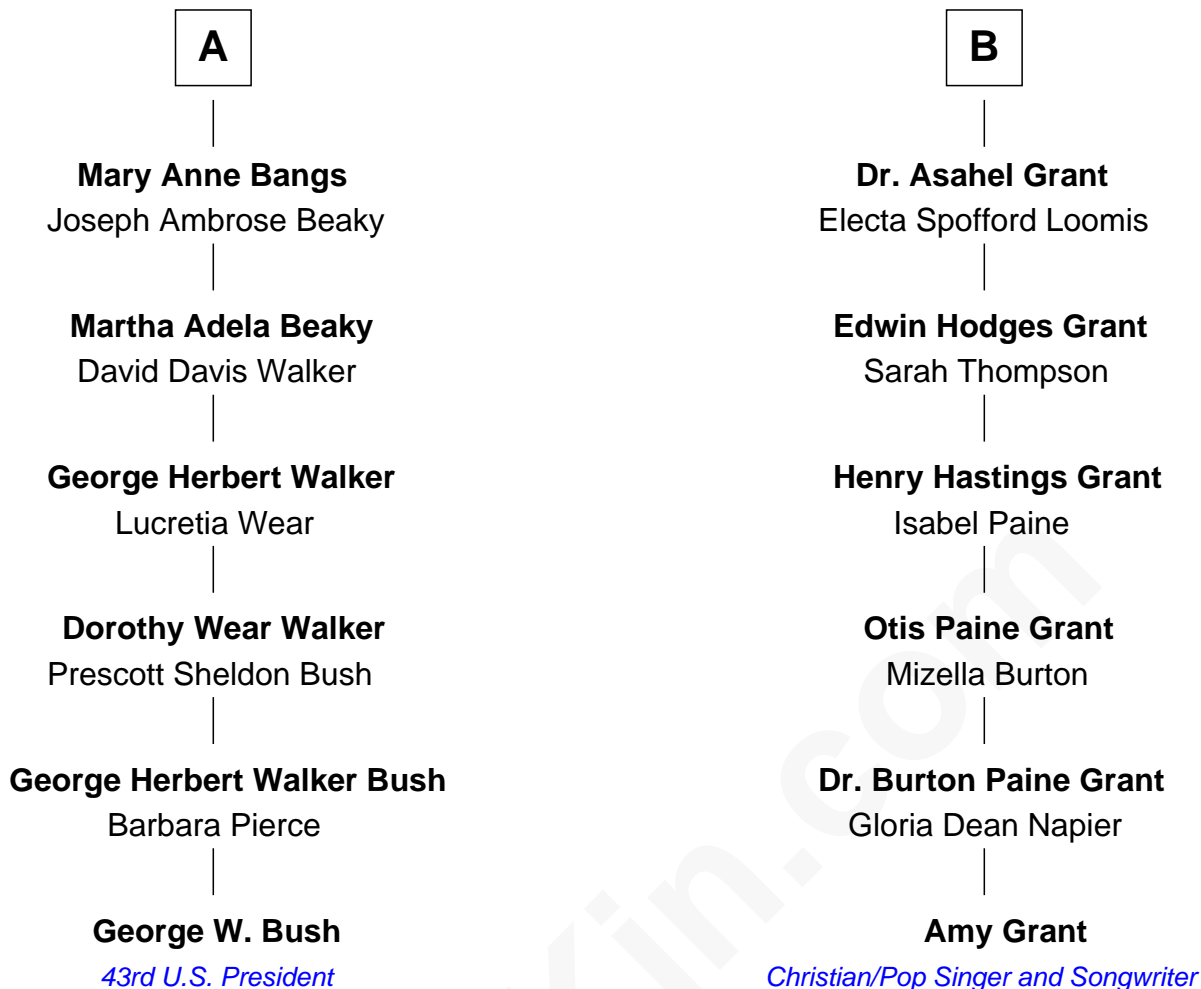 A
Mary Anne Bangs
Joseph Ambrose Beaky
Martha Adela Beaky
David Davis Walker
George Herbert Walker
Lucretia Wear
Dorothy Wear Walker
Prescott Sheldon Bush
George Herbert Walker Bush
Barbara Pierce
George W. Bush
43rd U.S. President
B
Dr. Asahel Grant
Electa Spofford Loomis
Edwin Hodges Grant
Sarah Thompson
Henry Hastings Grant
Isabel Paine
Otis Paine Grant
Mizella Burton
Dr. Burton Paine Grant
Gloria Dean Napier
Amy Grant
Christian/Pop Singer and Songwriter
Kin.com